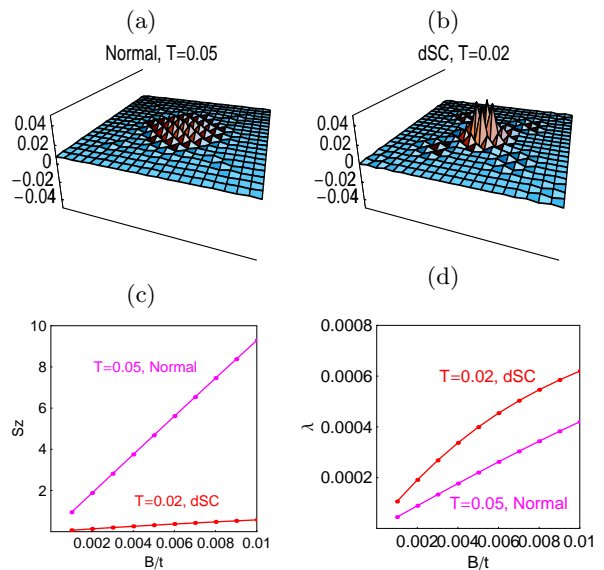 (a)
Normal, T=0.05
0.04
0.02
0
−0.02
−0.04
(b)
dSC, T=0.02
0.04
0.02
0
−0.02
−0.04
(c)
10
8
6
4
2
Sz
T=0.05, Normal
T=0.02, dSC
0.002 0.004 0.006 0.008 0.01
B/t
(d)
0.0008
0.0006
0.0004
0.0002
λ
T=0.02, dSC
T=0.05, Normal
0.002 0.004 0.006 0.008 0.01
B/t